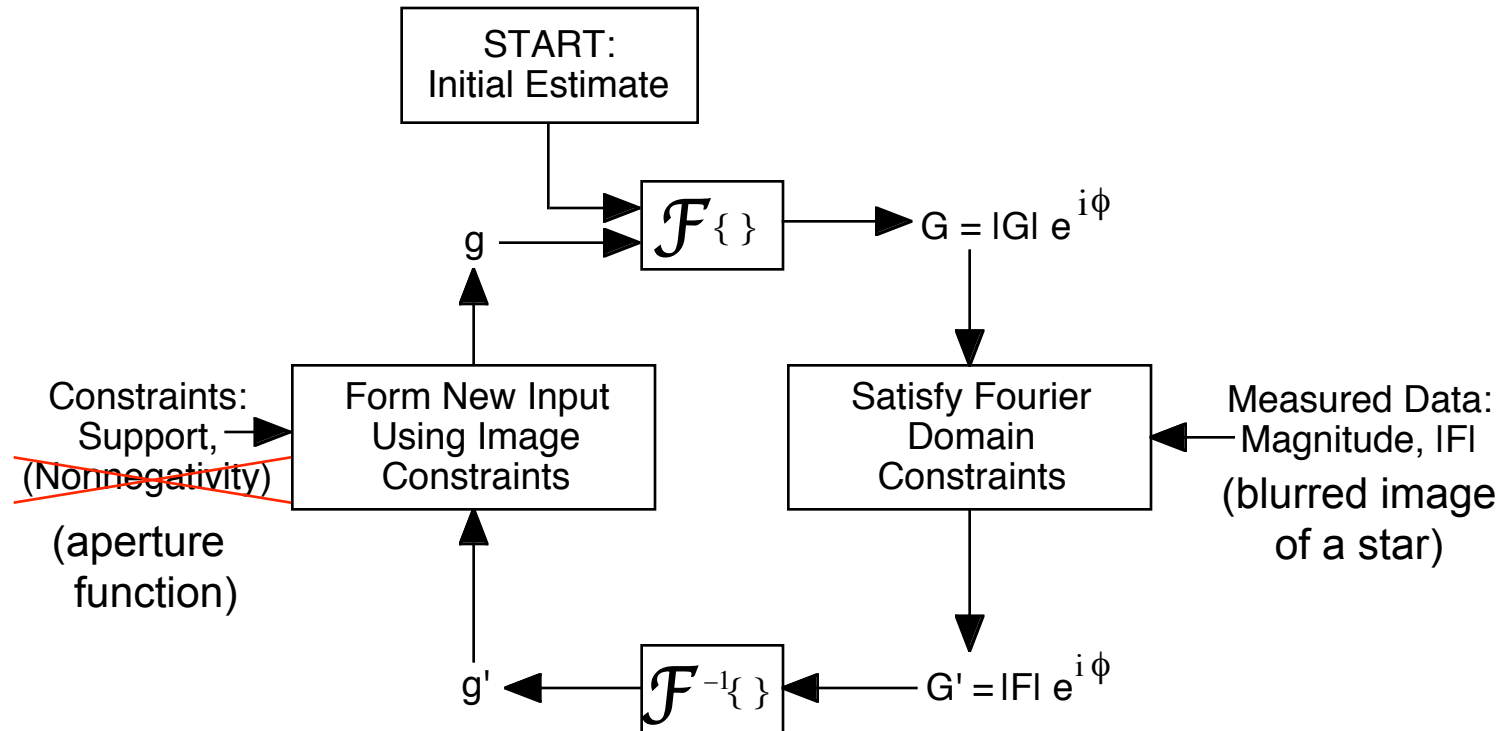 START:
Initial Estimate
g
ℱ { }
G = |G| e^{iϕ}
Constraints:
Support,
(Nonnegativity)
(aperture
function)
Form New Input
Using Image
Constraints
Satisfy Fourier
Domain
Constraints
Measured Data:
Magnitude, |F|
(blurred image
of a star)
g'
ℱ^{-1}{ }
G' = |F| e^{iϕ}